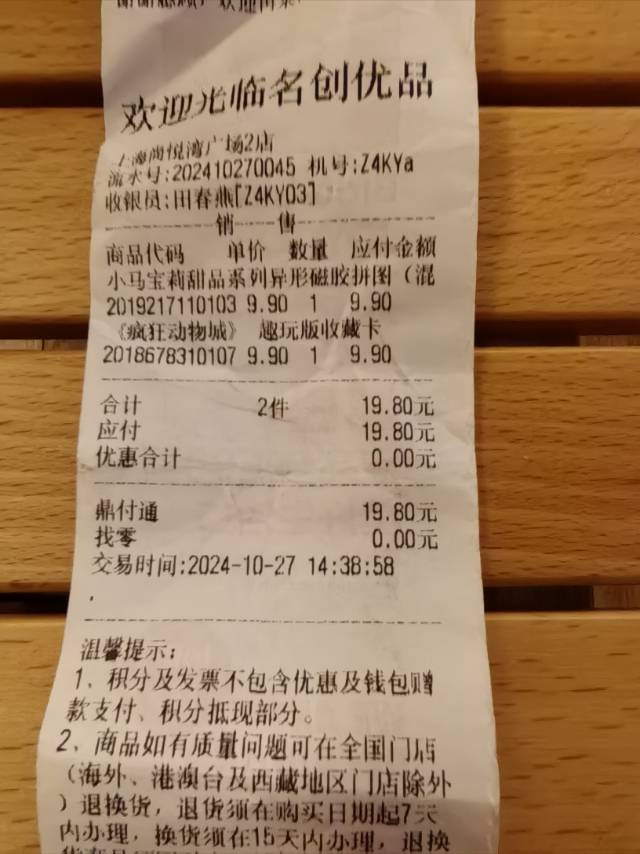 欢迎光临名创优品
上海尚悦湾广场2店
流水号:202410270045 机号:Z4KYa
收银员:田春燕[Z4KY03]
销 售
商品代码 单价 数量 应付金额
小马宝莉甜品系列异形磁胶拼图（混
2019217110103 9.90 1 9.90
《疯狂动物城》 趣玩版收藏卡
2018678310107 9.90 1 9.90
合计 2件 19.80元
应付 19.80元
优惠合计 0.00元
鼎付通 19.80元
找零 0.00元
交易时间:2024-10-27 14:38:58
温馨提示:
1、积分及发票不包含优惠及钱包赠
款支付、积分抵现部分。
2、商品如有质量问题可在全国门店
（海外、港澳台及西藏地区门店除外
）退换货，退货须在购买日期起7天
内办理，换货须在15天内办理，退换